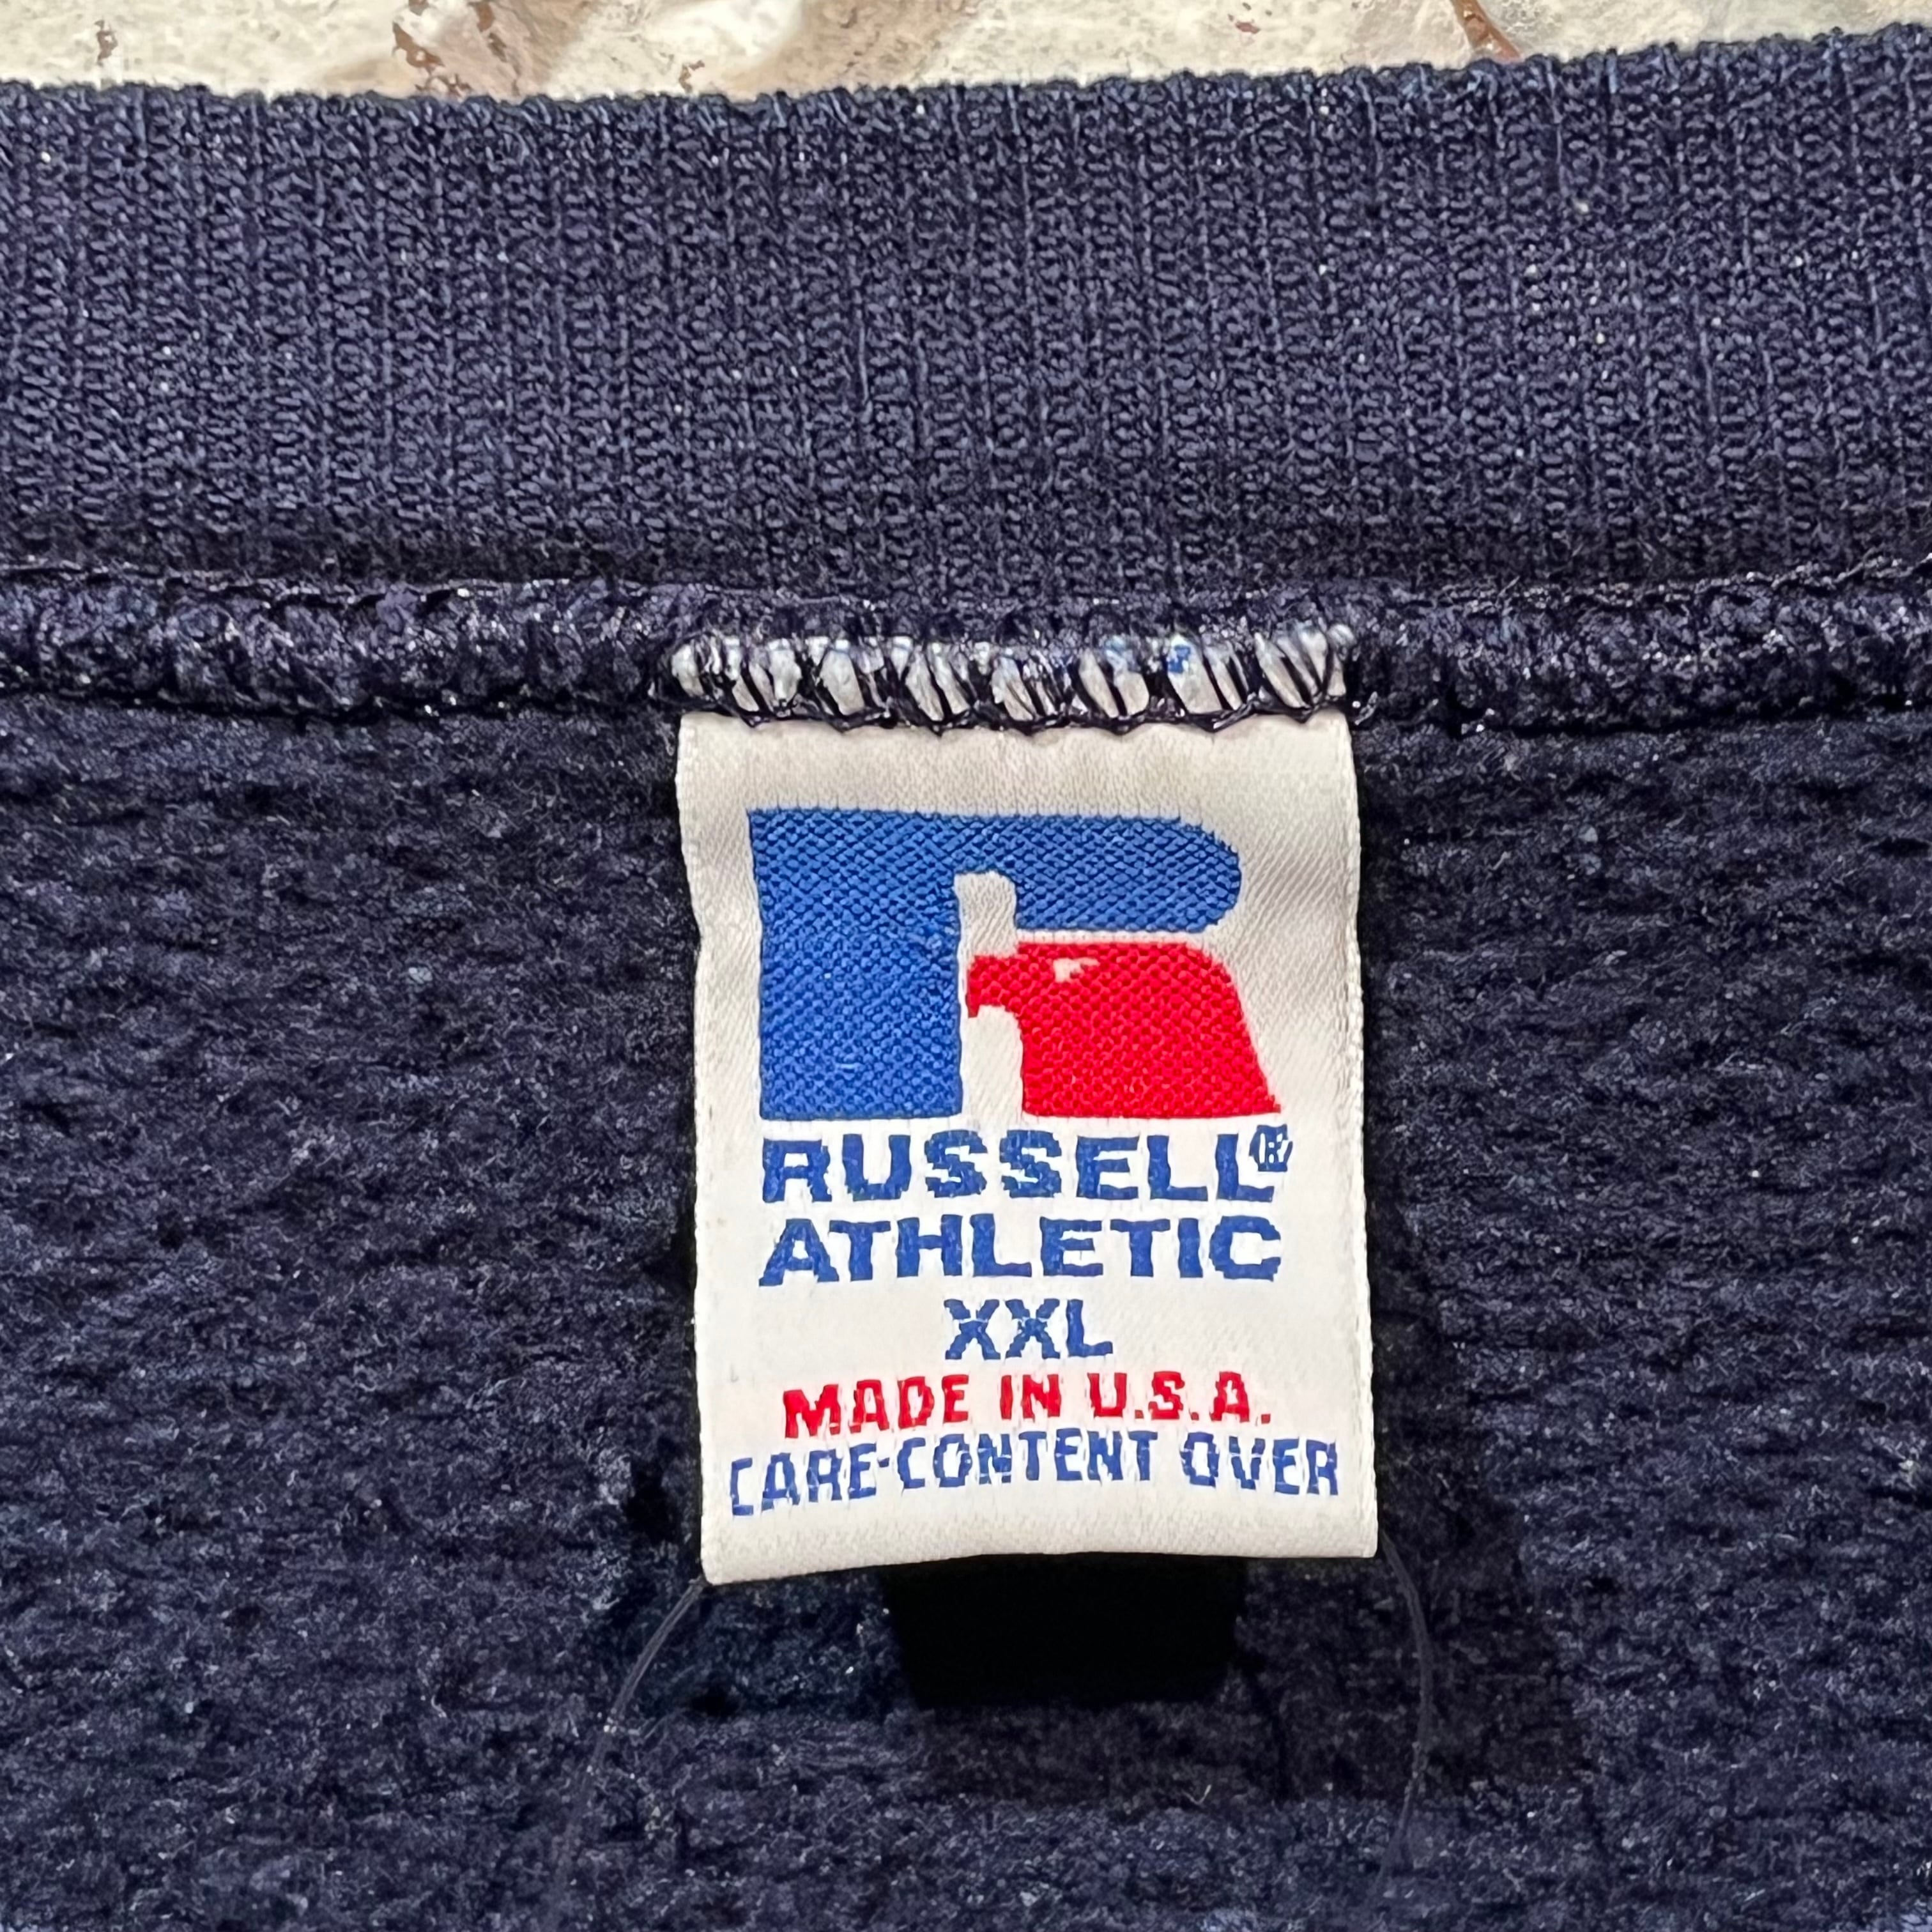 RUSSELL®
ATHLETIC
XXL
MADE IN U.S.A.
CARE-CONTENT OVER